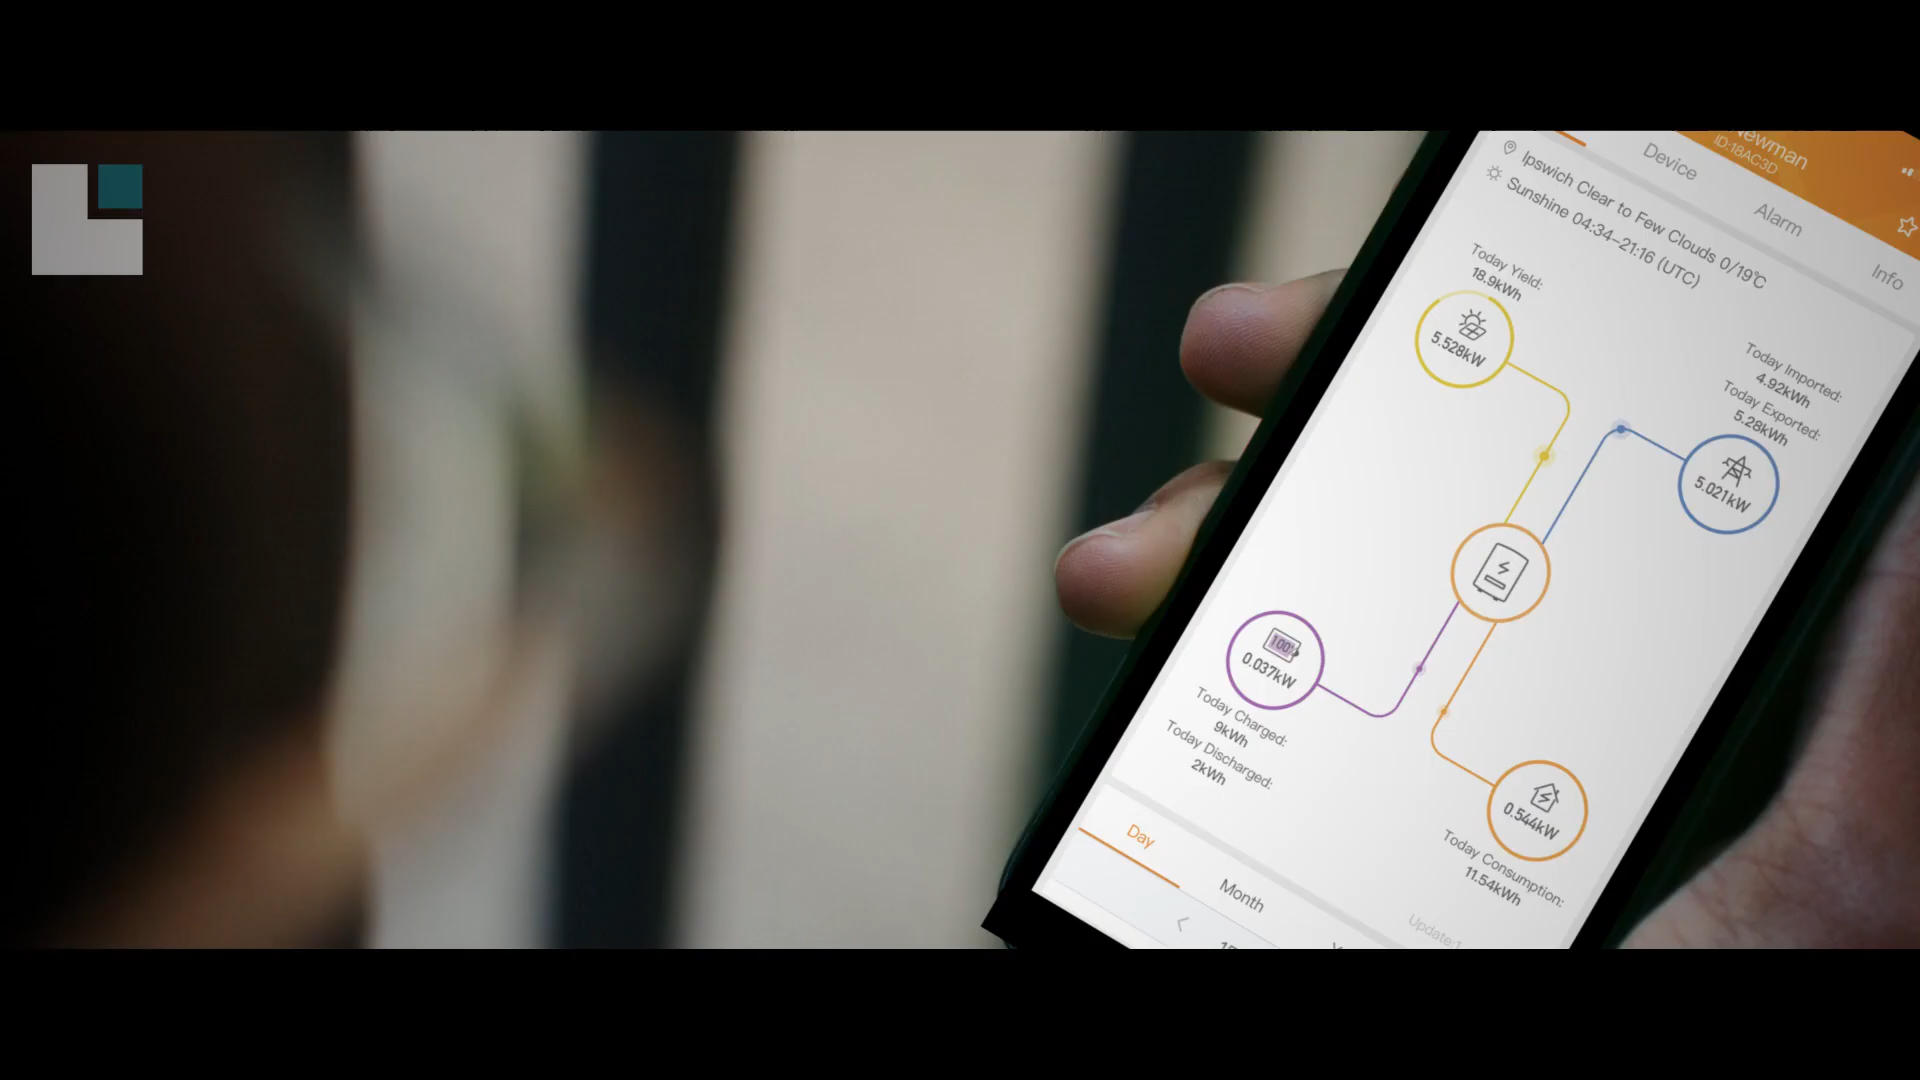 Newman
ID:18AC3D
Device
Alarm
Info
Ipswich Clear to Few Clouds 0/19℃
Sunshine 04:34-21:16 (UTC)
Today Yield:
18.9kWh
5.528kW
Today Imported:
4.92kWh
Today Exported:
5.28kWh
5.021kW
100%
0.037kW
Today Charged:
9kWh
Today Discharged:
2kWh
0.544kW
Today Consumption:
11.54kWh
Day
Month